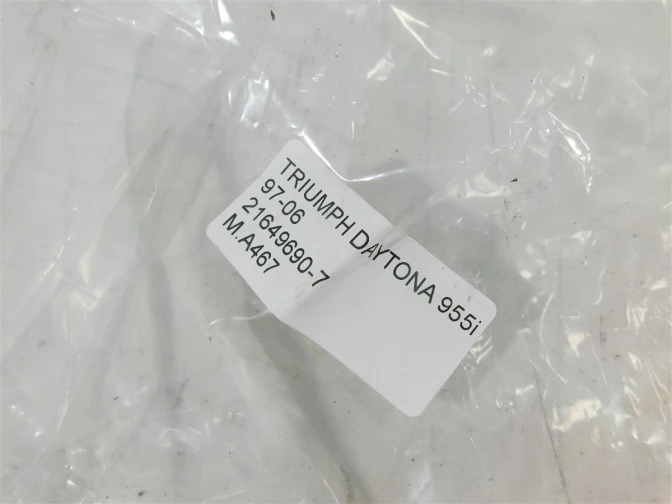 TRIUMPH DAYTONA 955i
97-06
21649690-7
M.A467